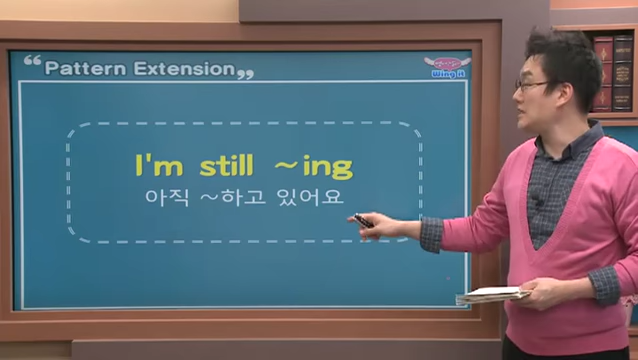 “Pattern Extension”
Wing it
I'm still ~ing
아직 ~하고 있어요